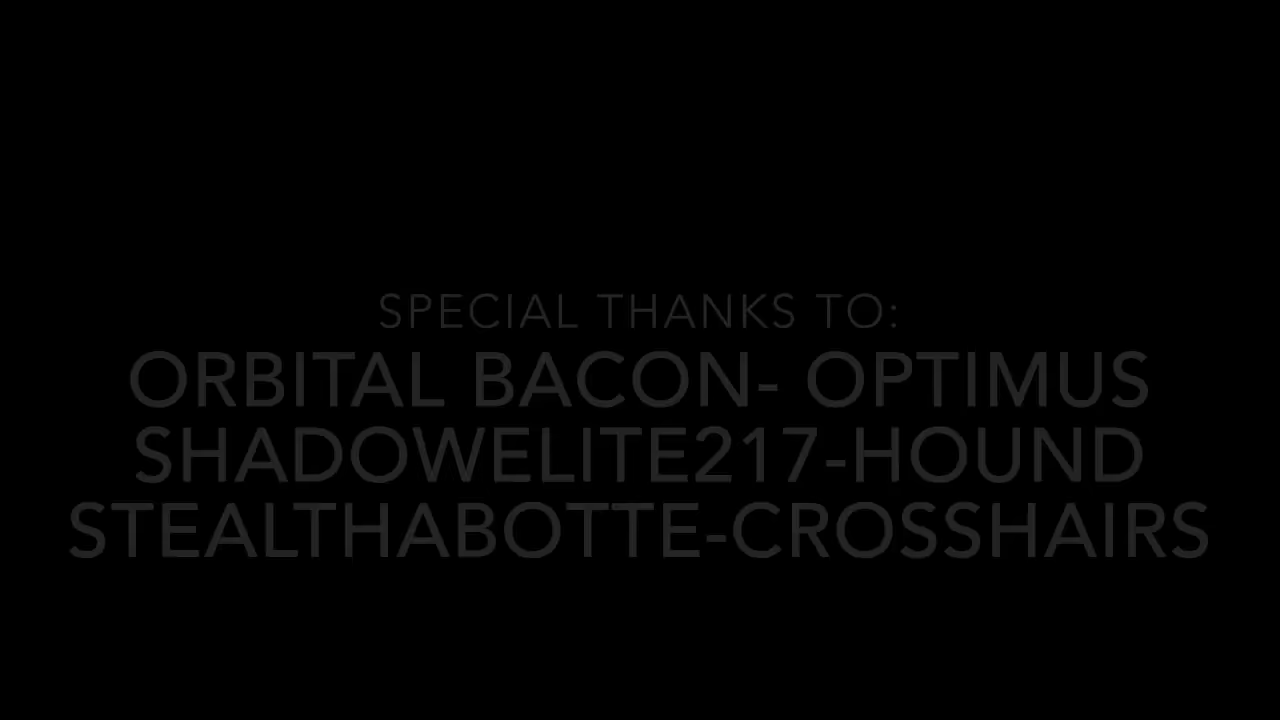 SPECIAL THANKS TO:
ORBITAL BACON- OPTIMUS
SHADOWELITE217-HOUND
STEALTHABOTTE-CROSSHAIRS